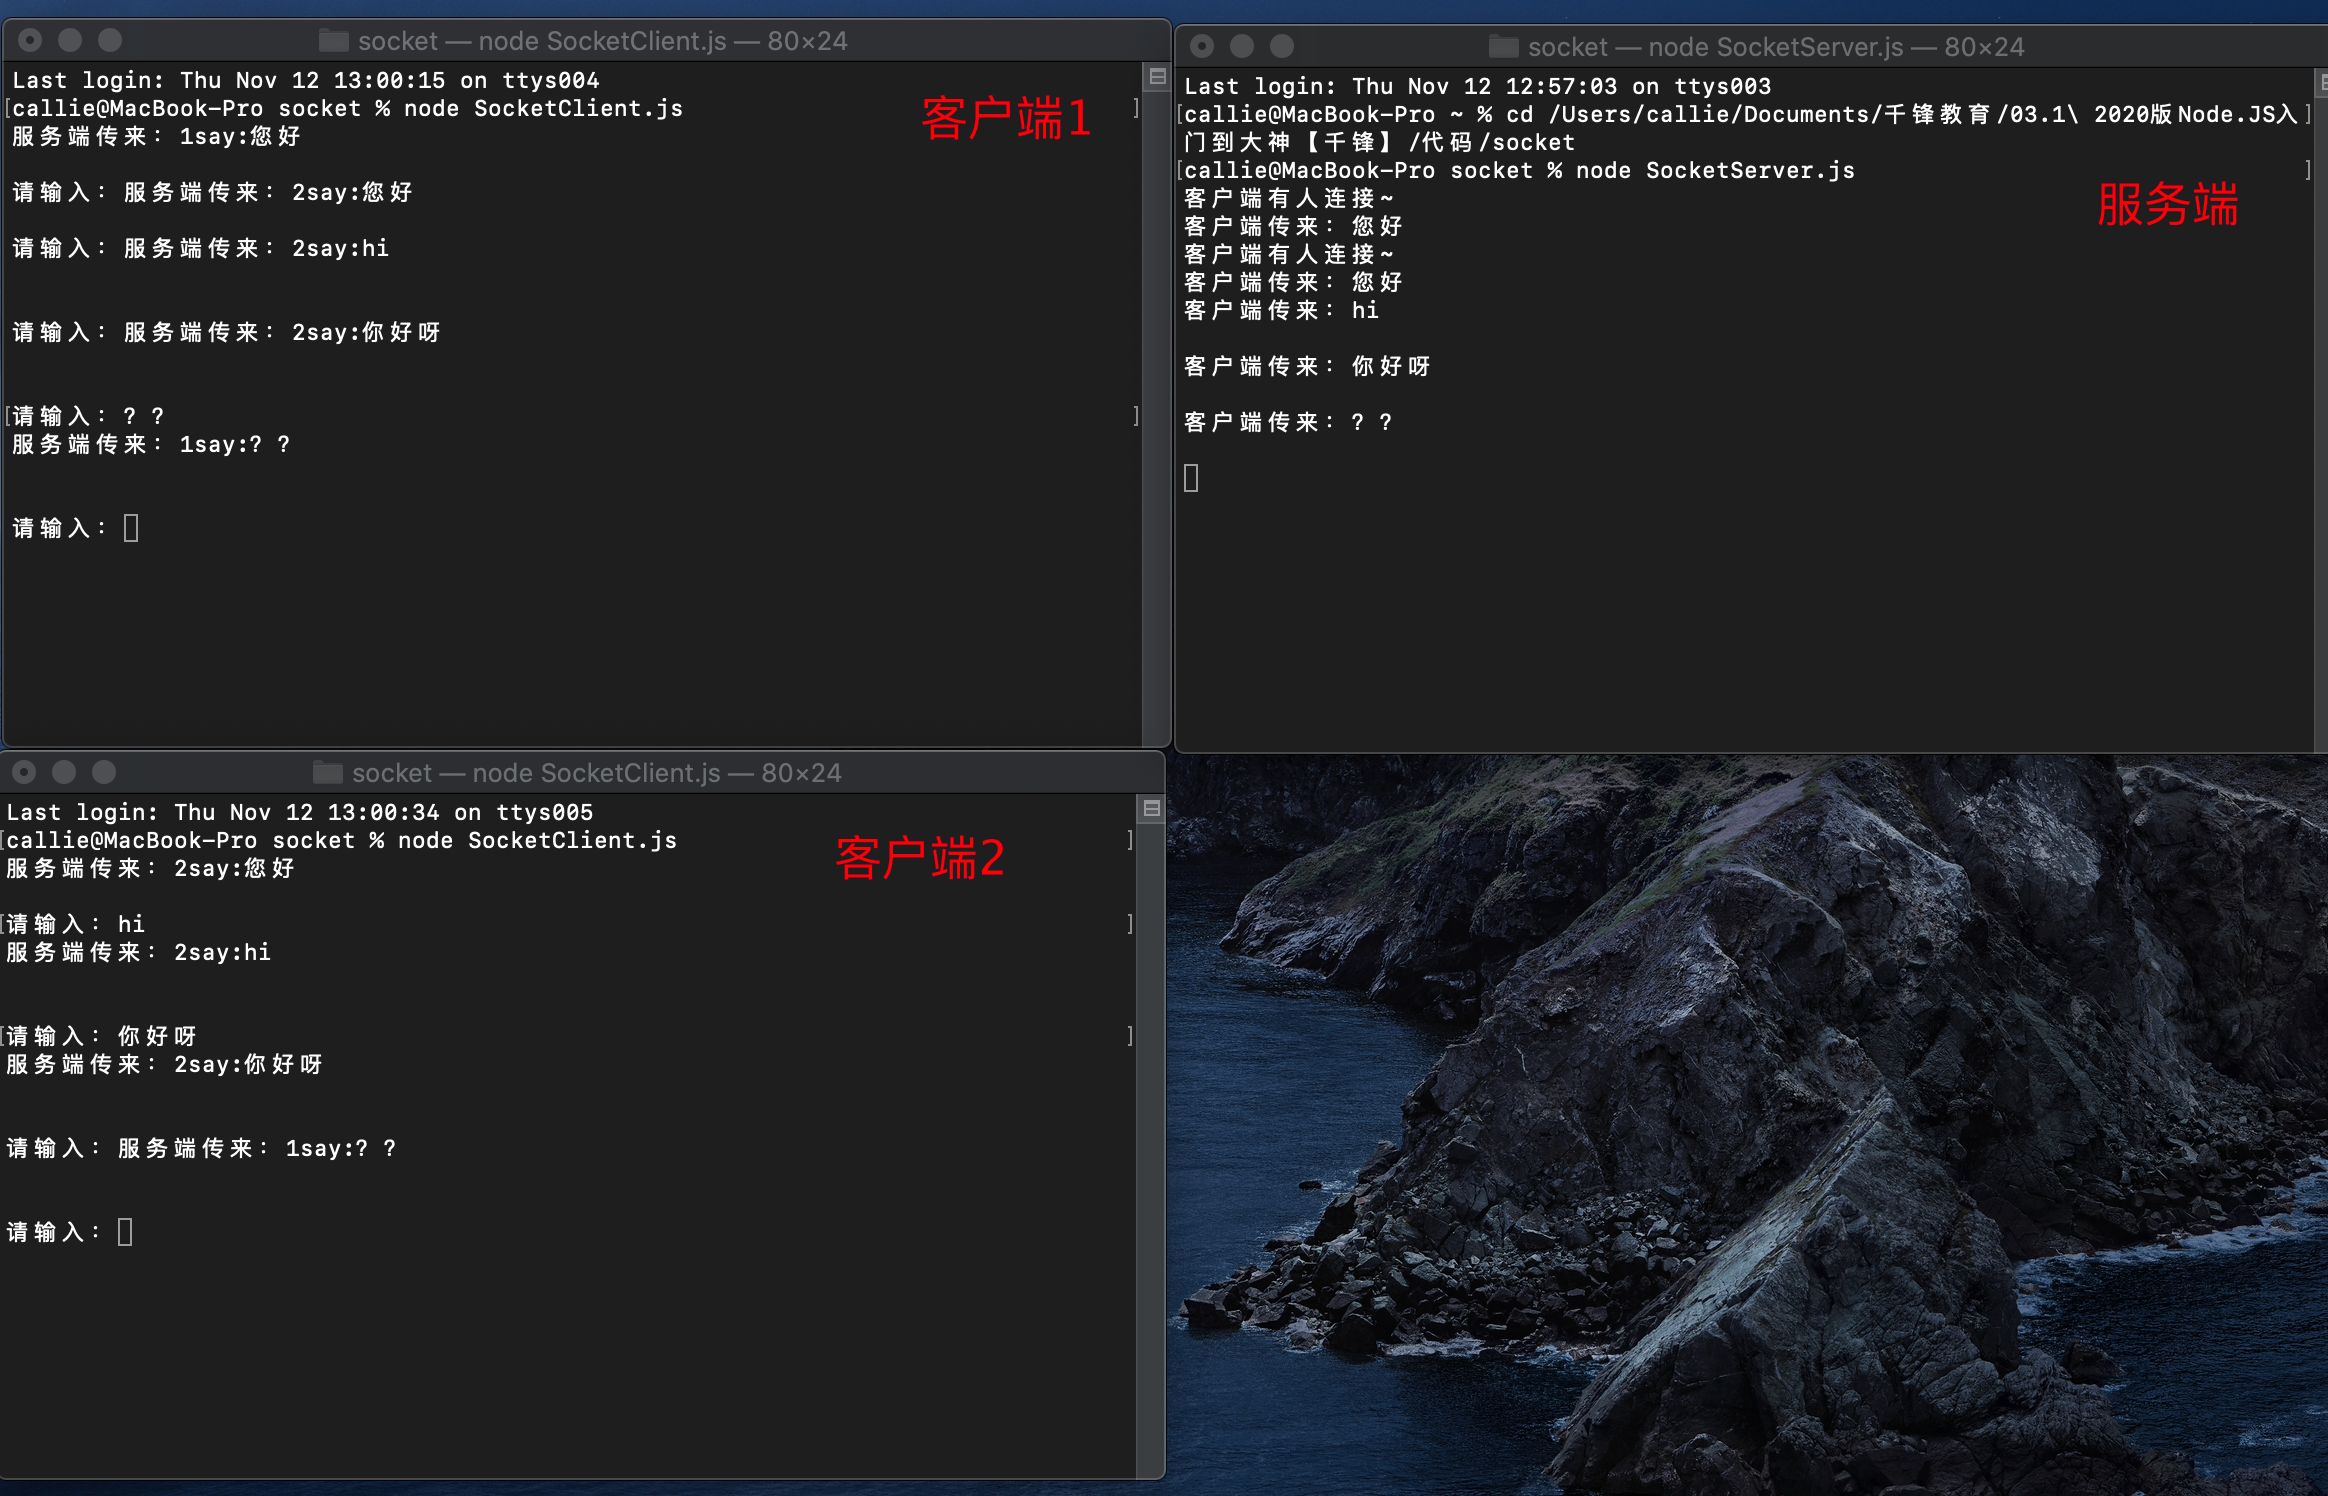 socket — node SocketClient.js — 80×24
Last login: Thu Nov 12 13:00:15 on ttys004
[callie@MacBook-Pro socket % node SocketClient.js ]
客户端1
服务端传来：1say:您好
请输入：服务端传来：2say:您好
请输入：服务端传来：2say:hi
请输入：服务端传来：2say:你好呀
[请输入：？？ ]
服务端传来：1say:？？
请输入：
socket — node SocketServer.js — 80×24
Last login: Thu Nov 12 12:57:03 on ttys003
[callie@MacBook-Pro ~ % cd /Users/callie/Documents/千锋教育/03.1\ 2020版Node.JS入]
门到大神【千锋】/代码/socket
[callie@MacBook-Pro socket % node SocketServer.js ]
服务端
客户端有人连接~
客户端传来：您好
客户端有人连接~
客户端传来：您好
客户端传来：hi
客户端传来：你好呀
客户端传来：？？
socket — node SocketClient.js — 80×24
Last login: Thu Nov 12 13:00:34 on ttys005
[callie@MacBook-Pro socket % node SocketClient.js ]
客户端2
服务端传来：2say:您好
[请输入：hi ]
服务端传来：2say:hi
[请输入：你好呀 ]
服务端传来：2say:你好呀
请输入：服务端传来：1say:？？
请输入：